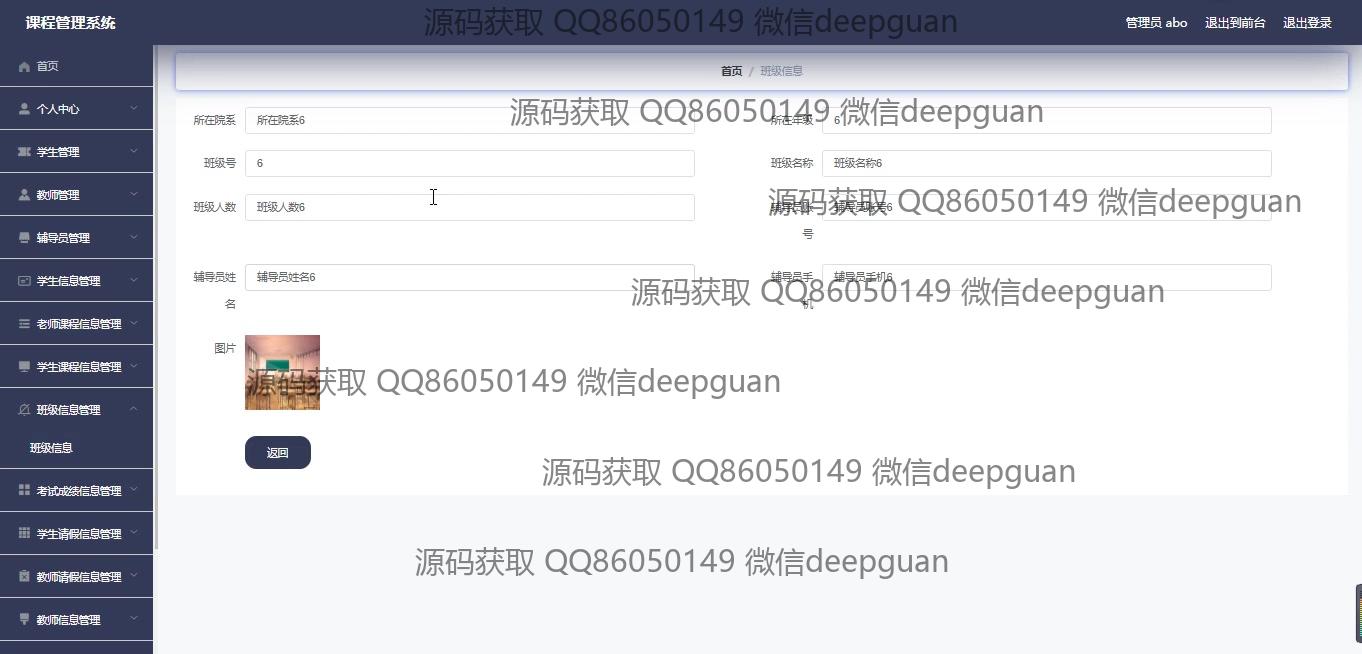 课程管理系统
源码获取 QQ86050149 微信deepguan
管理员 abo
退出到前台
退出登录
首页
个人中心
学生管理
教师管理
辅导员管理
学生信息管理
老师课程信息管理
学生课程信息管理
班级信息管理
班级信息
考试成绩信息管理
学生请假信息管理
教师请假信息管理
教师信息管理
首页 / 班级信息
源码获取 QQ86050149 微信deepguan
所在院系 所在院系6
所在年级 6
班级号 6
班级名称 班级名称6
源码获取 QQ86050149 微信deepguan
班级人数 班级人数6
辅导员账号 辅导员账号6
辅导员姓名 辅导员姓名6
辅导员手机 辅导员手机6
源码获取 QQ86050149 微信deepguan
图片
源码获取 QQ86050149 微信deepguan
返回
源码获取 QQ86050149 微信deepguan
源码获取 QQ86050149 微信deepguan